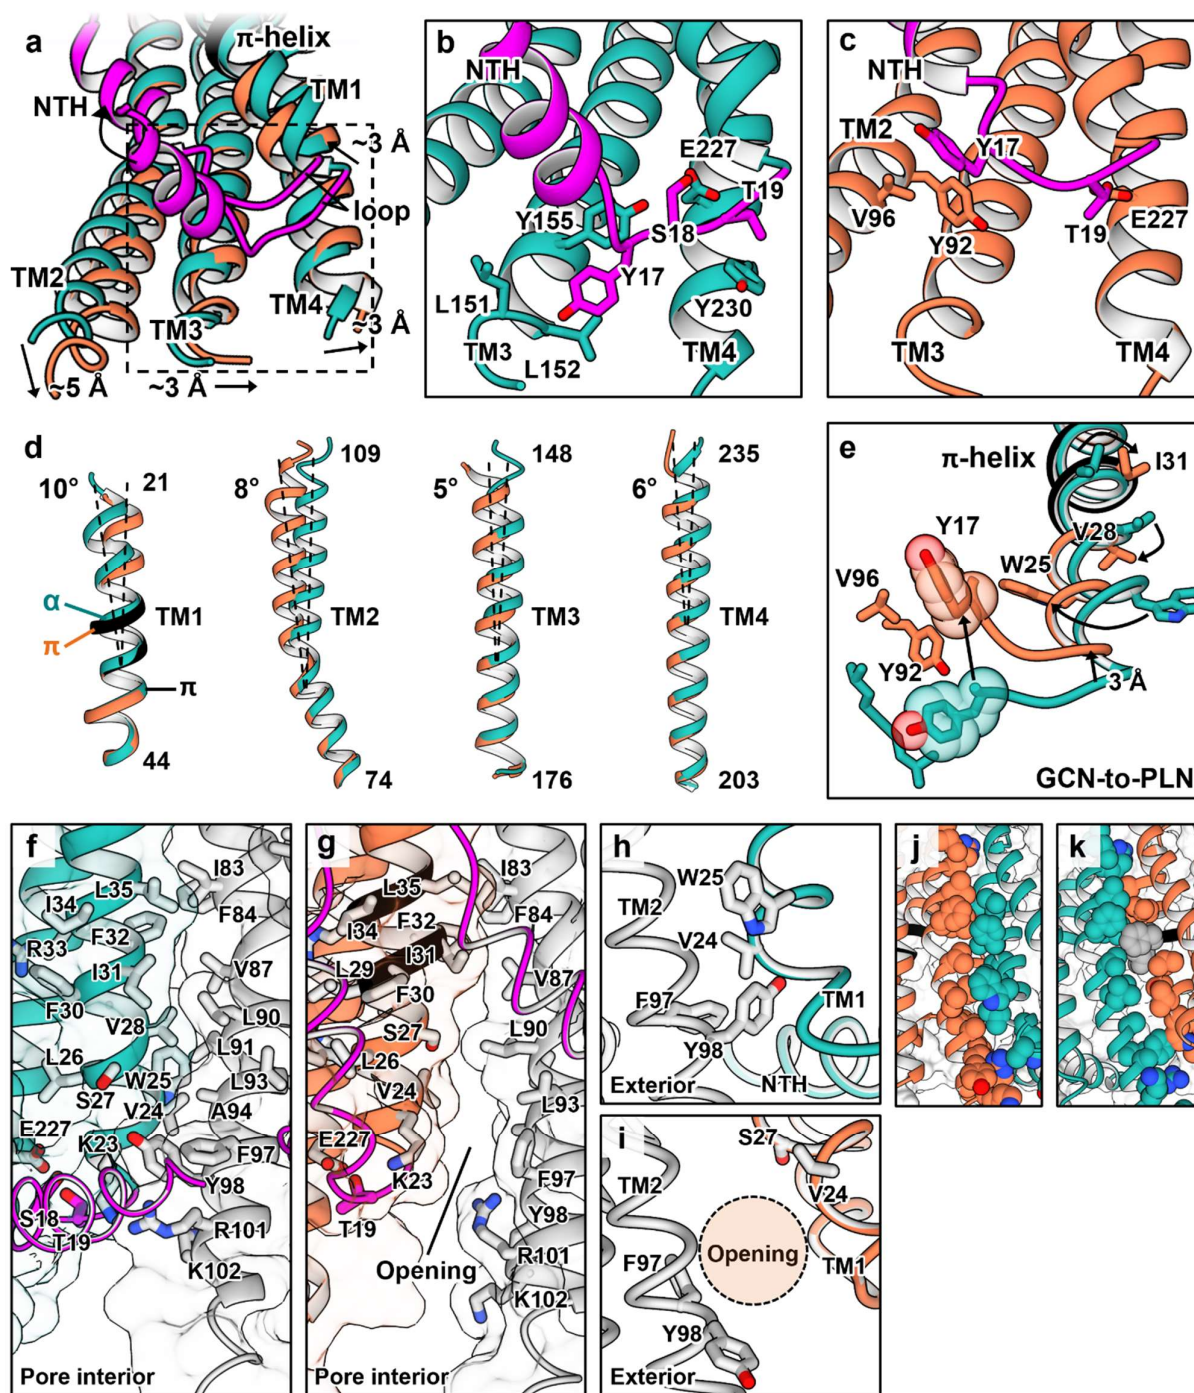 a
π-helix
TM1
NTH
~3 Å
loop
TM2
TM3
TM4
~3 Å
~5 Å
~3 Å
b
NTH
E227
T19
Y155
S18
Y17
L151
Y230
TM3
L152
TM4
c
NTH
TM2
Y17
V96
T19
E227
Y92
TM3
TM4
d
10°
21
α
π
TM1
π
44
8°
109
TM2
74
5°
148
TM3
176
6°
235
TM4
203
e
π-helix
I31
Y17
V28
W25
V96
Y92
3 Å
GCN-to-PLN
f
I83
L35
I34
F84
F32
R33
I31
V87
F30
V28
L90
L91
L26
W25
L93
S27
V24
A94
E227
K23
F97
Y98
S18
T19
R101
K102
Pore interior
g
I83
L35
F32
F84
I34
I31
L29
V87
F30
L90
S27
L26
V24
L93
E227
K23
F97
T19
Y98
Opening
R101
K102
Pore interior
h
W25
TM2
V24
F97
TM1
Y98
Exterior
NTH
i
S27
TM2
V24
F97
Opening
TM1
Y98
Exterior
j
k